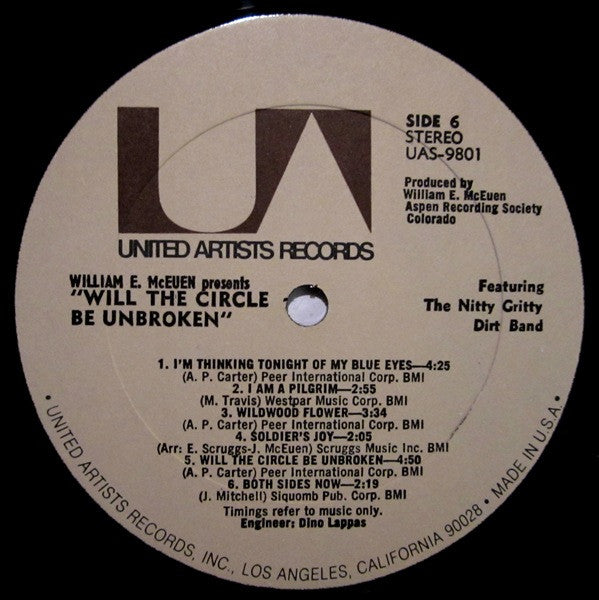 UA
UNITED ARTISTS RECORDS
SIDE 6
STEREO
UAS-9801
Produced by
William E. McEuen
Aspen Recording Society
Colorado
WILLIAM E. McEUEN presents
"WILL THE CIRCLE
BE UNBROKEN"
Featuring
The Nitty Gritty
Dirt Band
1. I'M THINKING TONIGHT OF MY BLUE EYES—4:25
(A. P. Carter) Peer International Corp. BMI
2. I AM A PILGRIM—2:55
(M. Travis) Westpar Music Corp. BMI
3. WILDWOOD FLOWER—3:34
(A. P. Carter) Peer International Corp. BMI
4. SOLDIER'S JOY—2:05
(Arr: E. Scruggs-J. McEuen) Scruggs Music Inc. BMI
5. WILL THE CIRCLE BE UNBROKEN—4:50
(A. P. Carter) Peer International Corp. BMI
6. BOTH SIDES NOW—2:19
(J. Mitchell) Siquomb Pub. Corp. BMI
Timings refer to music only.
Engineer: Dino Lappas
• UNITED ARTISTS RECORDS, INC., LOS ANGELES, CALIFORNIA 90028 • MADE IN U.S.A. •